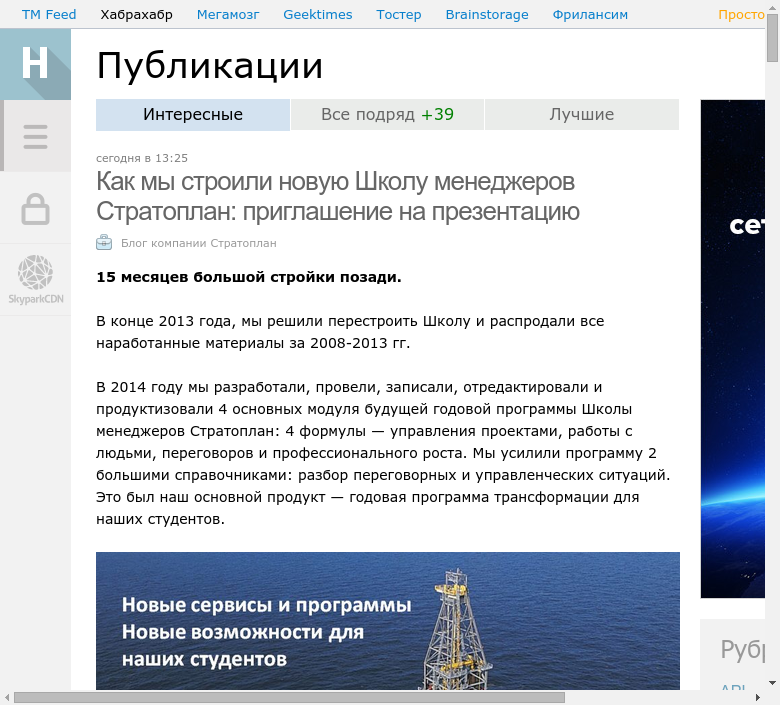 TM Feed Хабрахабр Мегамозг Geektimes Тостер Brainstorage Фрилансим
H
Публикации
Интересные Все подряд +39 Лучшие
сегодня в 13:25
Как мы строили новую Школу менеджеров
Стратоплан: приглашение на презентацию
Блог компании Стратоплан
15 месяцев большой стройки позади.
В конце 2013 года, мы решили перестроить Школу и распродали все
наработанные материалы за 2008-2013 гг.
В 2014 году мы разработали, провели, записали, отредактировали и
продуктизовали 4 основных модуля будущей годовой программы Школы
менеджеров Стратоплан: 4 формулы — управления проектами, работы с
людьми, переговоров и профессионального роста. Мы усилили программу 2
большими справочниками: разбор переговорных и управленческих ситуаций.
Это был наш основной продукт — годовая программа трансформации для
наших студентов.
Новые сервисы и программы
Новые возможности для
наших студентов
SkyparkCDN